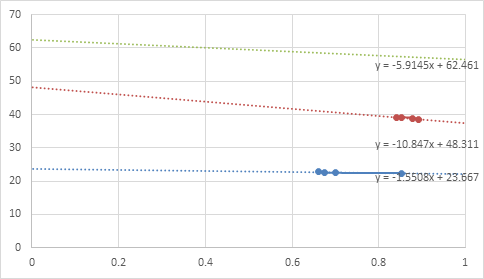 70
60
y = -5.9145x + 62.461
50
40
y = -10.847x + 48.311
30
y = -1.5508x + 23.667
20
10
0
0 0.2 0.4 0.6 0.8 1